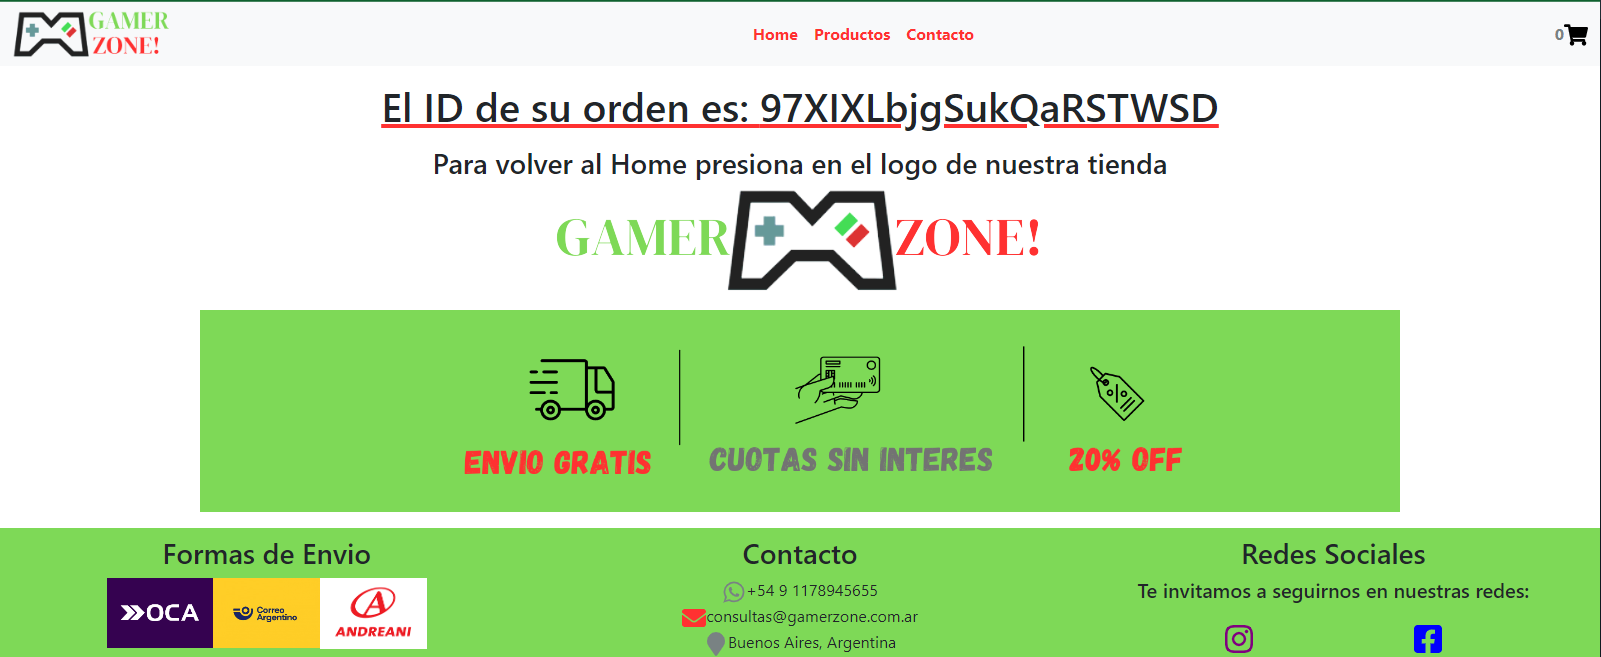 GAMER
ZONE!
Home Productos Contacto
0
El ID de su orden es: 97XIXLbjgSukQaRSTWSD
Para volver al Home presiona en el logo de nuestra tienda
GAMER ZONE!
ENVIO GRATIS
CUOTAS SIN INTERES
20% OFF
Formas de Envio
OCA
Correo
Argentino
ANDREANI
Contacto
+54 9 1178945655
consultas@gamerzone.com.ar
Buenos Aires, Argentina
Redes Sociales
Te invitamos a seguirnos en nuestras redes: